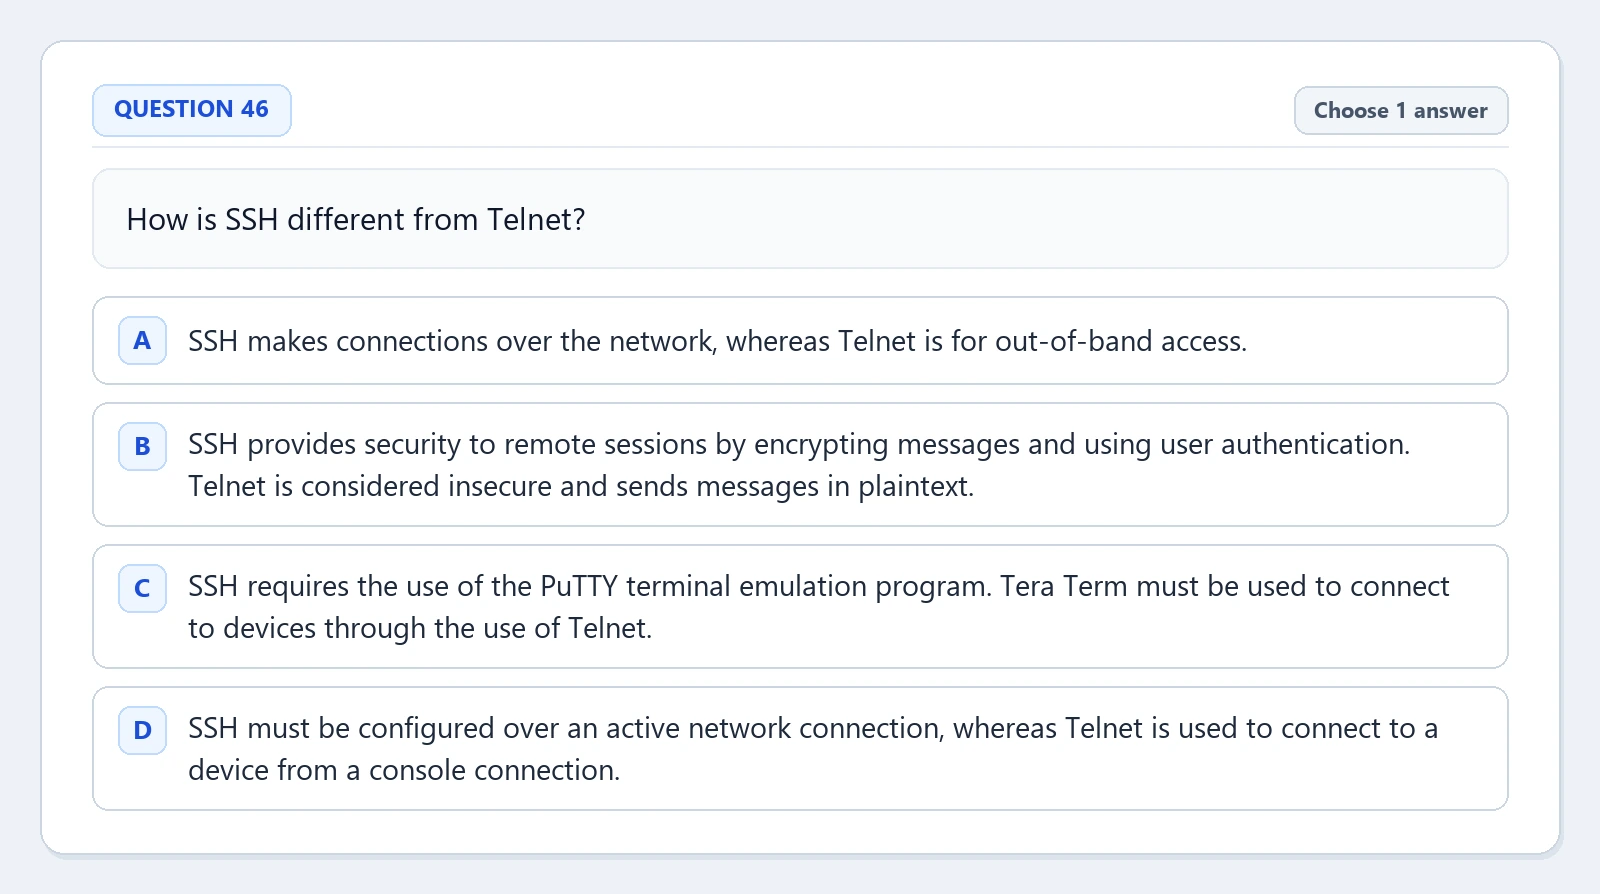 QUESTION 46
Choose 1 answer
How is SSH different from Telnet?
A
SSH makes connections over the network, whereas Telnet is for out-of-band access.
B
SSH provides security to remote sessions by encrypting messages and using user authentication.
Telnet is considered insecure and sends messages in plaintext.
C
SSH requires the use of the PuTTY terminal emulation program. Tera Term must be used to connect
to devices through the use of Telnet.
D
SSH must be configured over an active network connection, whereas Telnet is used to connect to a
device from a console connection.